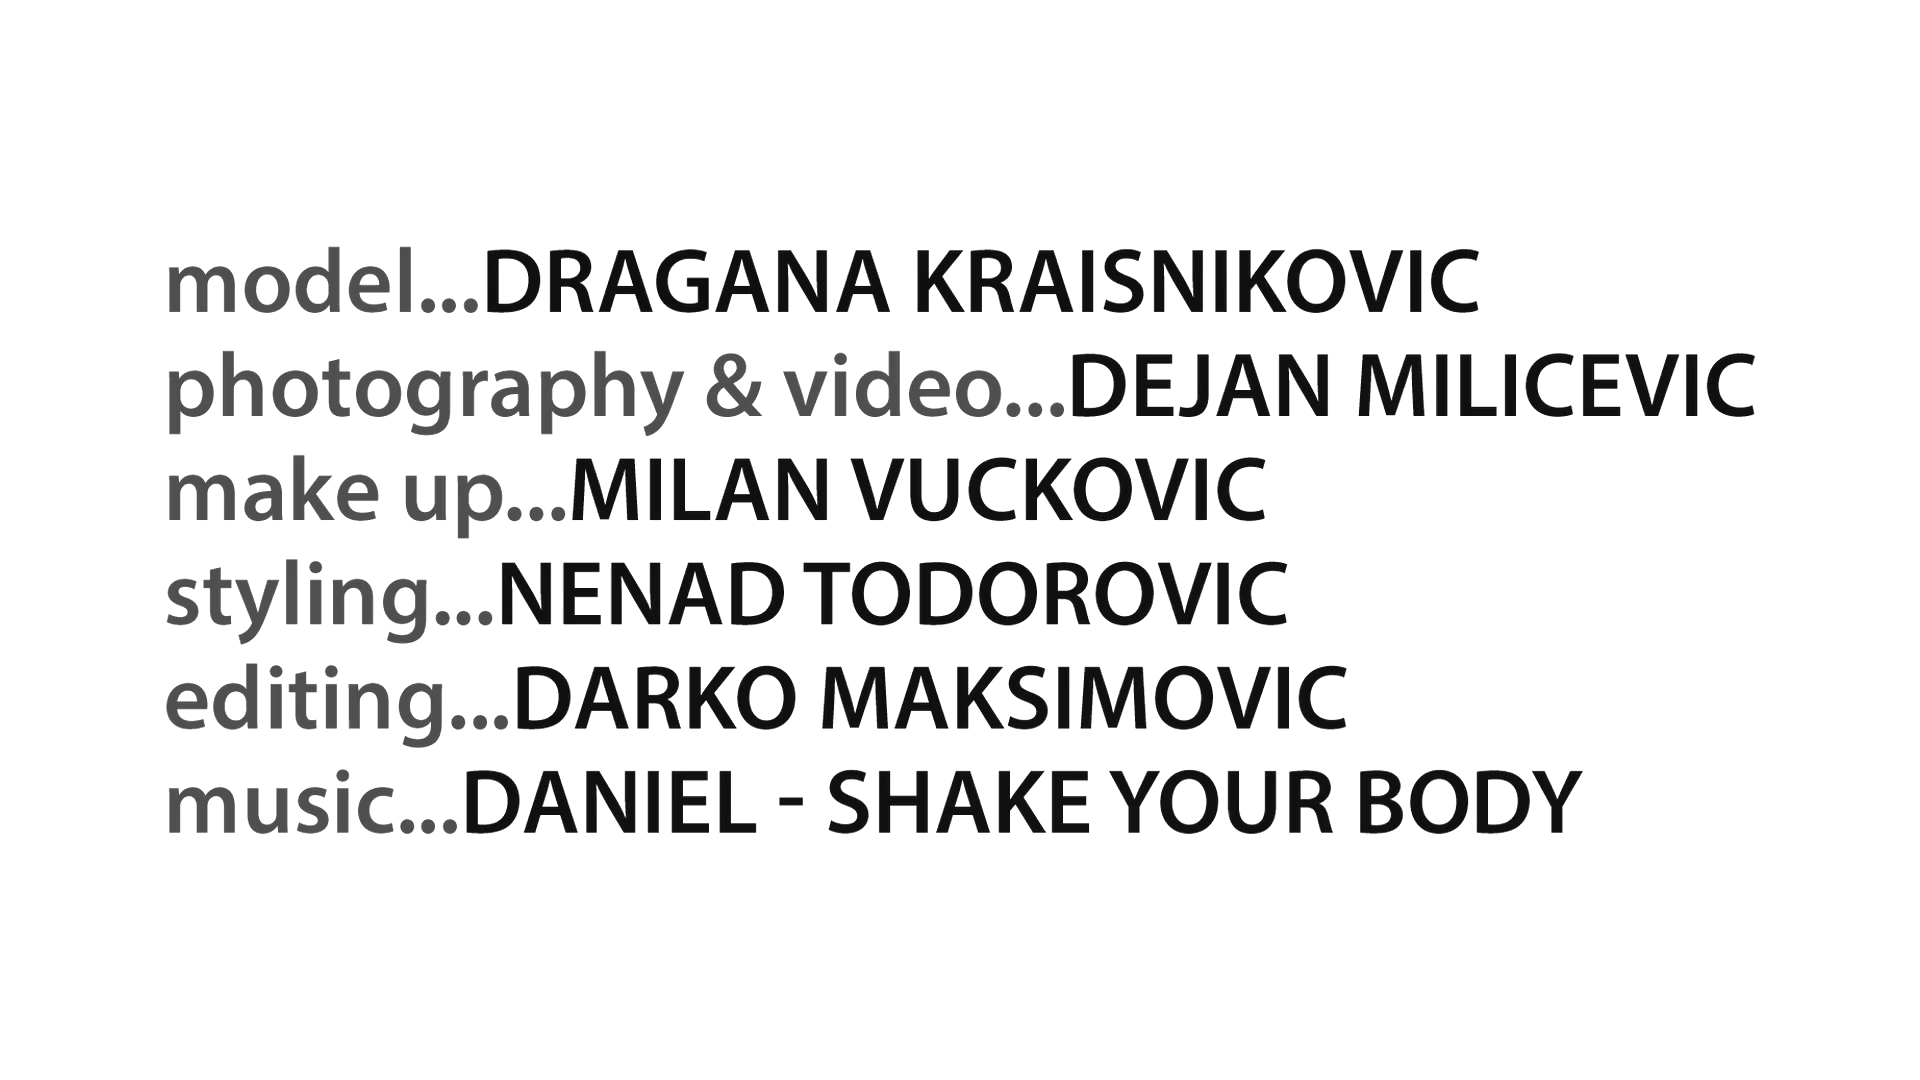 model...DRAGANA KRAISNIKOVIC
photography & video...DEJAN MILICEVIC
make up...MILAN VUCKOVIC
styling...NENAD TODOROVIC
editing...DARKO MAKSIMOVIC
music...DANIEL - SHAKE YOUR BODY